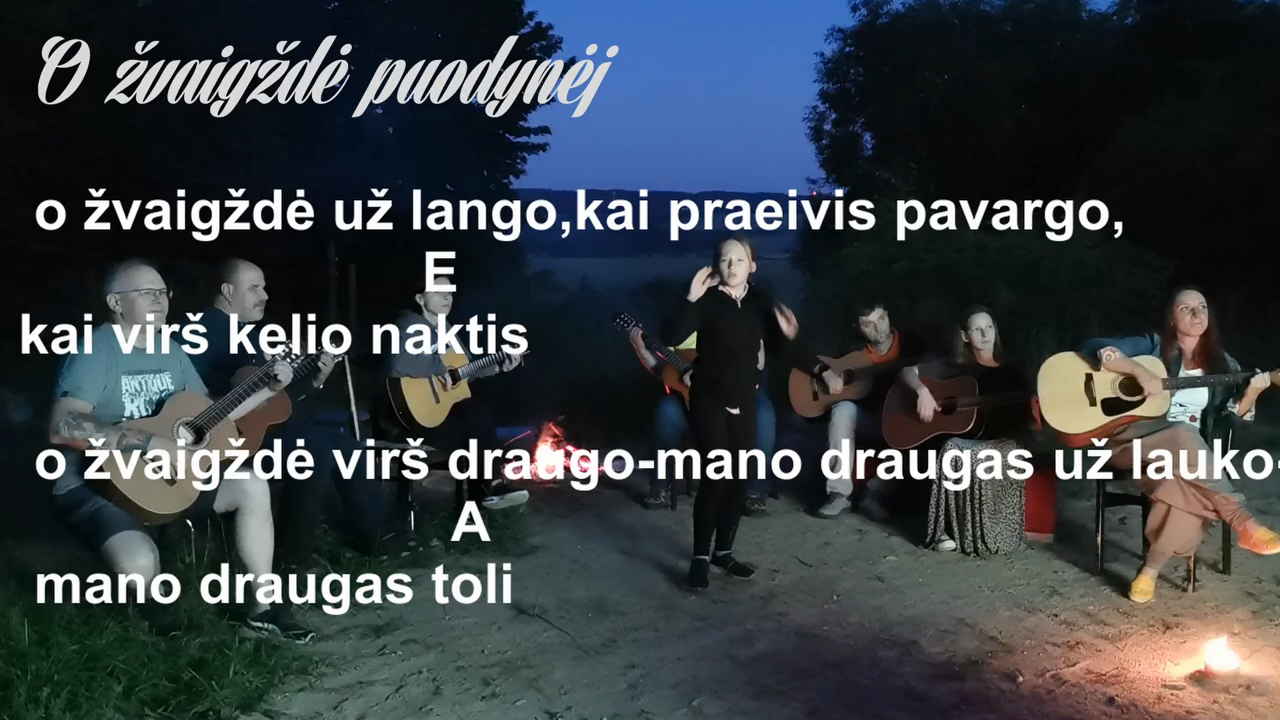 O žvaigždė puodynėj
o žvaigždė už lango,kai praeivis pavargo,
E
kai virš kelio naktis
ANTIQUE
o žvaigždė virš draugo-mano draugas už lauko-
A
mano draugas toli